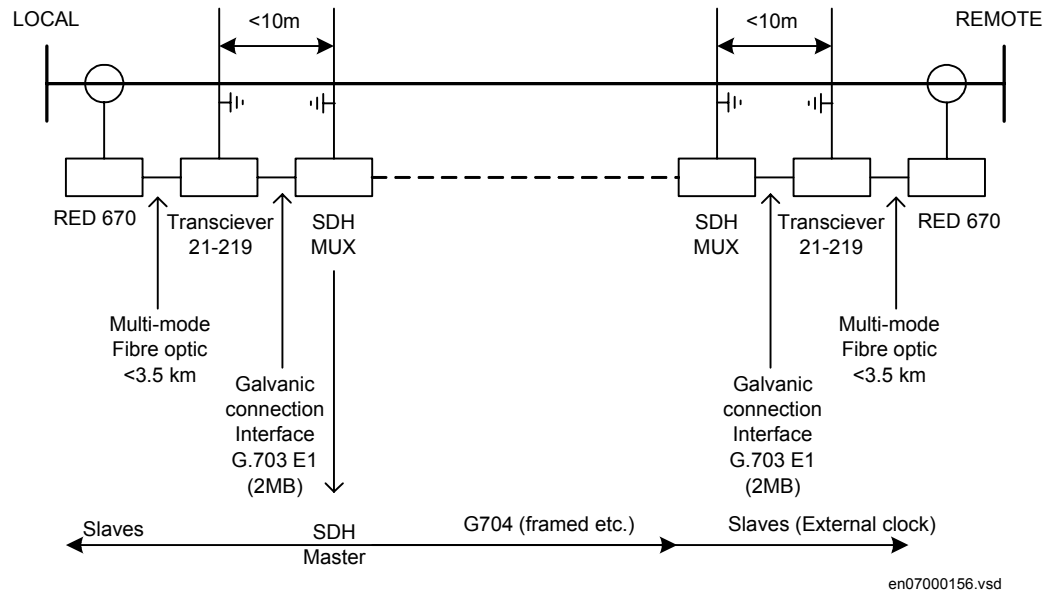 LOCAL
<10m
<10m
REMOTE
RED 670
Transciever
21-219
SDH
MUX
SDH
MUX
Transciever
21-219
RED 670
Multi-mode
Fibre optic
<3.5 km
Galvanic
connection
Interface
G.703 E1
(2MB)
Galvanic
connection
Interface
G.703 E1
(2MB)
Multi-mode
Fibre optic
<3.5 km
Slaves
SDH
Master
G704 (framed etc.)
Slaves (External clock)
en07000156.vsd